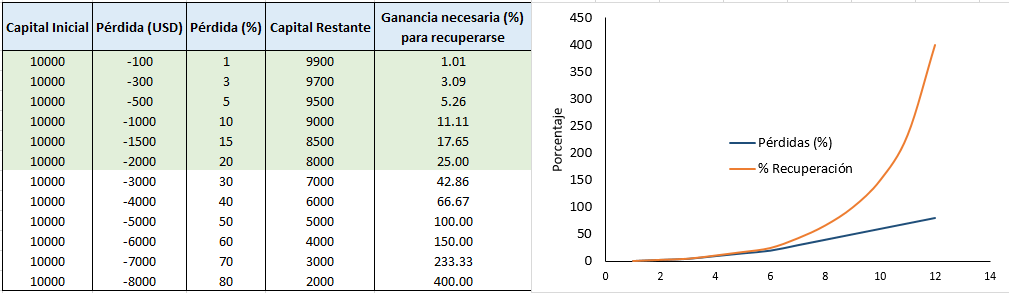 Capital Inicial Pérdida (USD) Pérdida (%) Capital Restante Ganancia necesaria (%)
para recuperarse
10000 -100 1 9900 1.01
10000 -300 3 9700 3.09
10000 -500 5 9500 5.26
10000 -1000 10 9000 11.11
10000 -1500 15 8500 17.65
10000 -2000 20 8000 25.00
10000 -3000 30 7000 42.86
10000 -4000 40 6000 66.67
10000 -5000 50 5000 100.00
10000 -6000 60 4000 150.00
10000 -7000 70 3000 233.33
10000 -8000 80 2000 400.00
Porcentaje
450
400
350
300
250
200
150
100
50
0
Pérdidas (%)
% Recuperación
0 2 4 6 8 10 12 14